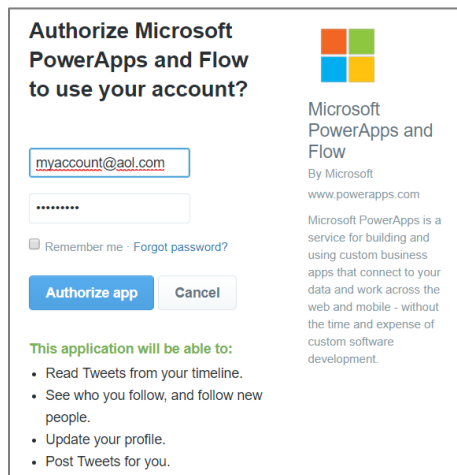 Authorize Microsoft
PowerApps and Flow
to use your account?
myaccount@aol.com
•••••••••
Remember me · Forgot password?
Authorize app
Cancel
This application will be able to:
• Read Tweets from your timeline.
• See who you follow, and follow new
people.
• Update your profile.
• Post Tweets for you.
Microsoft
PowerApps and
Flow
By Microsoft
www.powerapps.com
Microsoft PowerApps is a
service for building and
using custom business
apps that connect to your
data and work across the
web and mobile - without
the time and expense of
custom software
development.